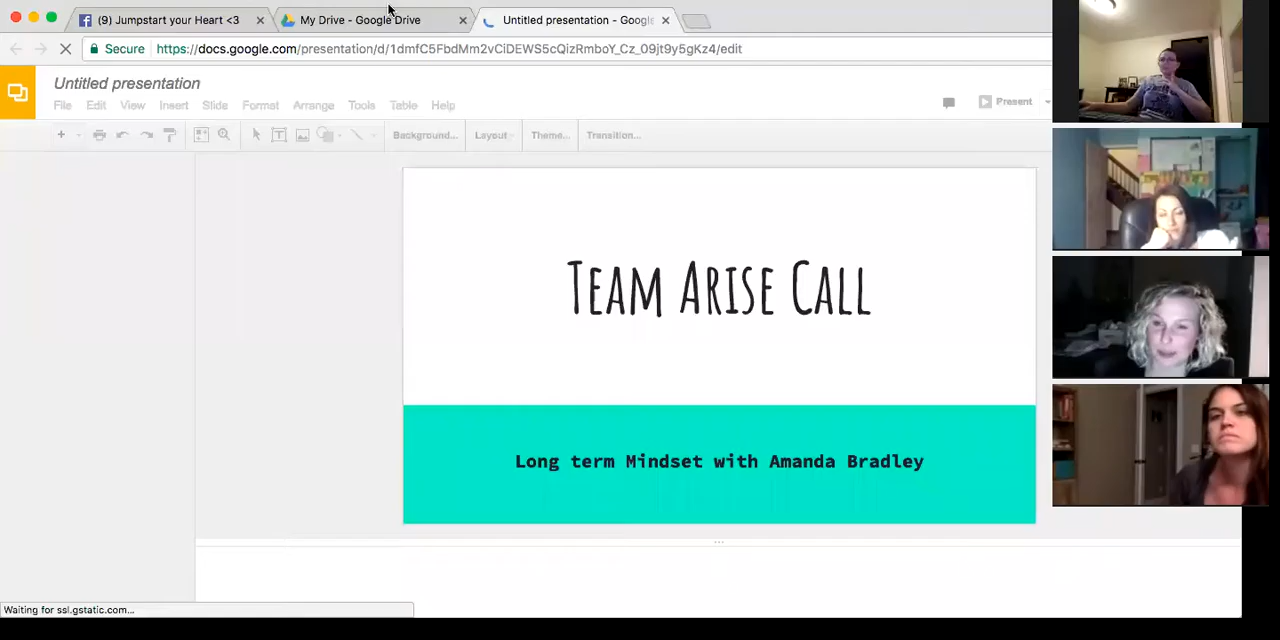 (9) Jumpstart your Heart <3
My Drive - Google Drive
Untitled presentation - Google
Secure
https://docs.google.com/presentation/d/1dmfC5FbdMm2vCiDEWS5cQizRmboY_Cz_09jt9y5gKz4/edit
Untitled presentation
File Edit View Insert Slide Format Arrange Tools Table Help
Present
Background... Layout Theme... Transition...
Team Arise Call
Long term Mindset with Amanda Bradley
Waiting for ssl.gstatic.com...